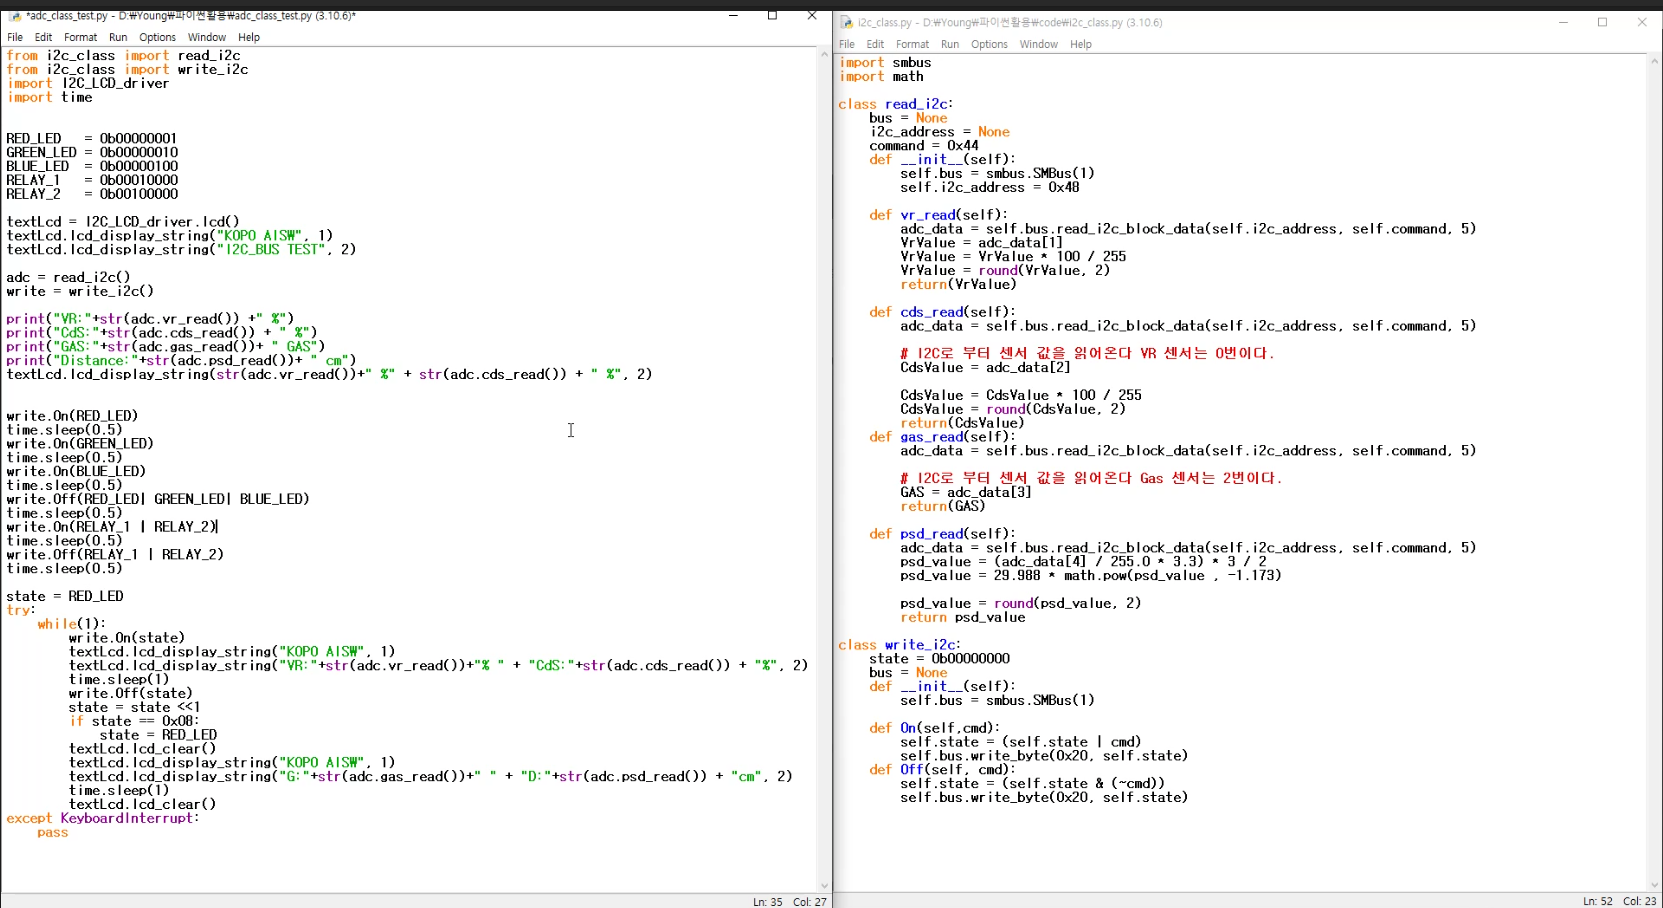 *adc_class_test.py - D:₩Young₩파이썬활용₩adc_class_test.py (3.10.6)*
File Edit Format Run Options Window Help
from i2c_class import read_i2c
from i2c_class import write_i2c
import I2C_LCD_driver
import time
RED_LED = 0b00000001
GREEN_LED = 0b00000010
BLUE_LED = 0b00000100
RELAY_1 = 0b00010000
RELAY_2 = 0b00100000
textLcd = I2C_LCD_driver.lcd()
textLcd.lcd_display_string("KOPO AIS₩", 1)
textLcd.lcd_display_string("I2C_BUS TEST", 2)
adc = read_i2c()
write = write_i2c()
print("VR:"+str(adc.vr_read()) +" %")
print("CdS:"+str(adc.cds_read()) + " %")
print("GAS:"+str(adc.gas_read())+ " GAS")
print("Distance:"+str(adc.psd_read())+ " cm")
textLcd.lcd_display_string(str(adc.vr_read())+" %" + str(adc.cds_read()) + " %", 2)
write.On(RED_LED)
time.sleep(0.5)
write.On(GREEN_LED)
time.sleep(0.5)
write.On(BLUE_LED)
time.sleep(0.5)
write.Off(RED_LED| GREEN_LED| BLUE_LED)
time.sleep(0.5)
write.On(RELAY_1 | RELAY_2)
time.sleep(0.5)
write.Off(RELAY_1 | RELAY_2)
time.sleep(0.5)
state = RED_LED
try:
while(1):
write.On(state)
textLcd.lcd_display_string("KOPO AIS₩", 1)
textLcd.lcd_display_string("VR:"+str(adc.vr_read())+"% " + "CdS:"+str(adc.cds_read()) + "%", 2)
time.sleep(1)
write.Off(state)
state = state <<1
if state == 0x08:
state = RED_LED
textLcd.lcd_clear()
textLcd.lcd_display_string("KOPO AIS₩", 1)
textLcd.lcd_display_string("G:"+str(adc.gas_read())+" " + "D:"+str(adc.psd_read()) + "cm", 2)
time.sleep(1)
textLcd.lcd_clear()
except KeyboardInterrupt:
pass
Ln: 35 Col: 27
i2c_class.py - D:₩Young₩파이썬활용₩code₩i2c_class.py (3.10.6)
File Edit Format Run Options Window Help
import smbus
import math
class read_i2c:
bus = None
i2c_address = None
command = 0x44
def __init__(self):
self.bus = smbus.SMBus(1)
self.i2c_address = 0x48
def vr_read(self):
adc_data = self.bus.read_i2c_block_data(self.i2c_address, self.command, 5)
VrValue = adc_data[1]
VrValue = VrValue * 100 / 255
VrValue = round(VrValue, 2)
return(VrValue)
def cds_read(self):
adc_data = self.bus.read_i2c_block_data(self.i2c_address, self.command, 5)
# I2C로 부터 센서 값을 읽어온다 VR 센서는 0번이다.
CdsValue = adc_data[2]
CdsValue = CdsValue * 100 / 255
CdsValue = round(CdsValue, 2)
return(CdsValue)
def gas_read(self):
adc_data = self.bus.read_i2c_block_data(self.i2c_address, self.command, 5)
# I2C로 부터 센서 값을 읽어온다 Gas 센서는 2번이다.
GAS = adc_data[3]
return(GAS)
def psd_read(self):
adc_data = self.bus.read_i2c_block_data(self.i2c_address, self.command, 5)
psd_value = (adc_data[4] / 255.0 * 3.3) * 3 / 2
psd_value = 29.988 * math.pow(psd_value , -1.173)
psd_value = round(psd_value, 2)
return psd_value
class write_i2c:
state = 0b00000000
bus = None
def __init__(self):
self.bus = smbus.SMBus(1)
def On(self,cmd):
self.state = (self.state | cmd)
self.bus.write_byte(0x20, self.state)
def Off(self, cmd):
self.state = (self.state & (~cmd))
self.bus.write_byte(0x20, self.state)
Ln: 52 Col: 23